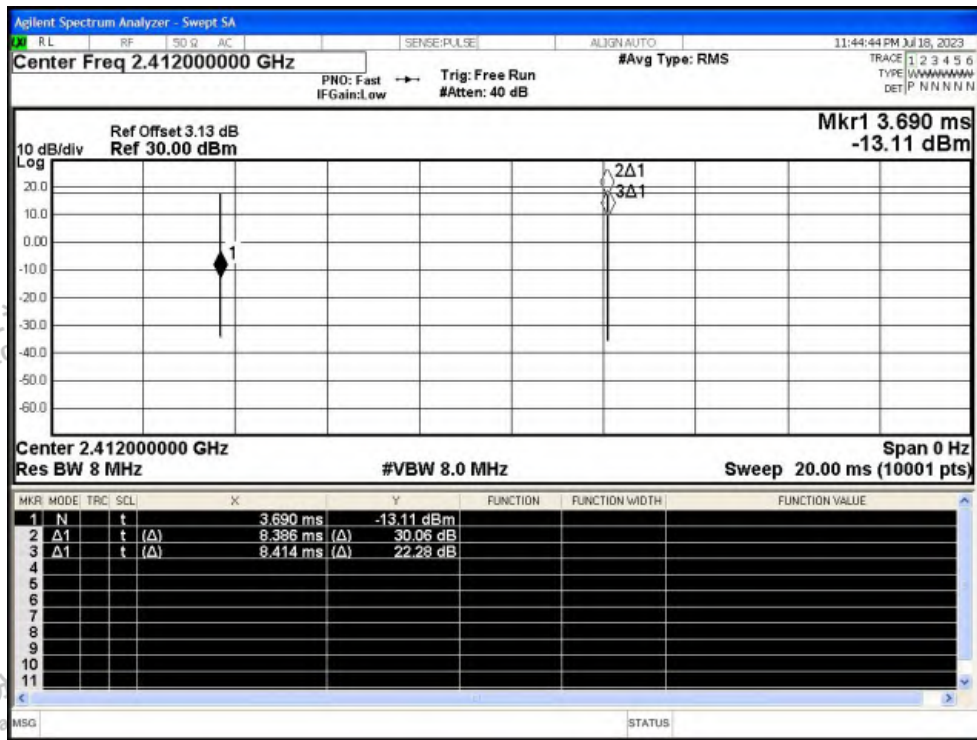 Agilent Spectrum Analyzer - Swept SA
RL RF 50 Ω AC SENSE:PULSE ALIGN AUTO 11:44:44 PM Jul 18, 2023
Center Freq 2.412000000 GHz #Avg Type: RMS TRACE 1 2 3 4 5 6
PNO: Fast Trig: Free Run TYPE WWWWWW
IFGain:Low #Atten: 40 dB DET P N N N N N
Mkr1 3.690 ms
Ref Offset 3.13 dB
10 dB/div Ref 30.00 dBm -13.11 dBm
Log
20.0
10.0
0.00
-10.0
-20.0
-30.0
-40.0
-50.0
-60.0
1
2Δ1
3Δ1
Center 2.412000000 GHz Span 0 Hz
Res BW 8 MHz #VBW 8.0 MHz Sweep 20.00 ms (10001 pts)
MKR MODE TRC SCL X Y FUNCTION FUNCTION WIDTH FUNCTION VALUE
1 N t 3.690 ms -13.11 dBm
2 Δ1 t (Δ) 8.386 ms (Δ) 30.06 dB
3 Δ1 t (Δ) 8.414 ms (Δ) 22.28 dB
4
5
6
7
8
9
10
11
MSG STATUS